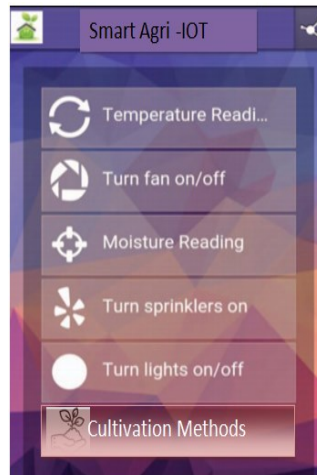 Smart Agri -IOT
Temperature Readi...
Turn fan on/off
Moisture Reading
Turn sprinklers on
Turn lights on/off
Cultivation Methods